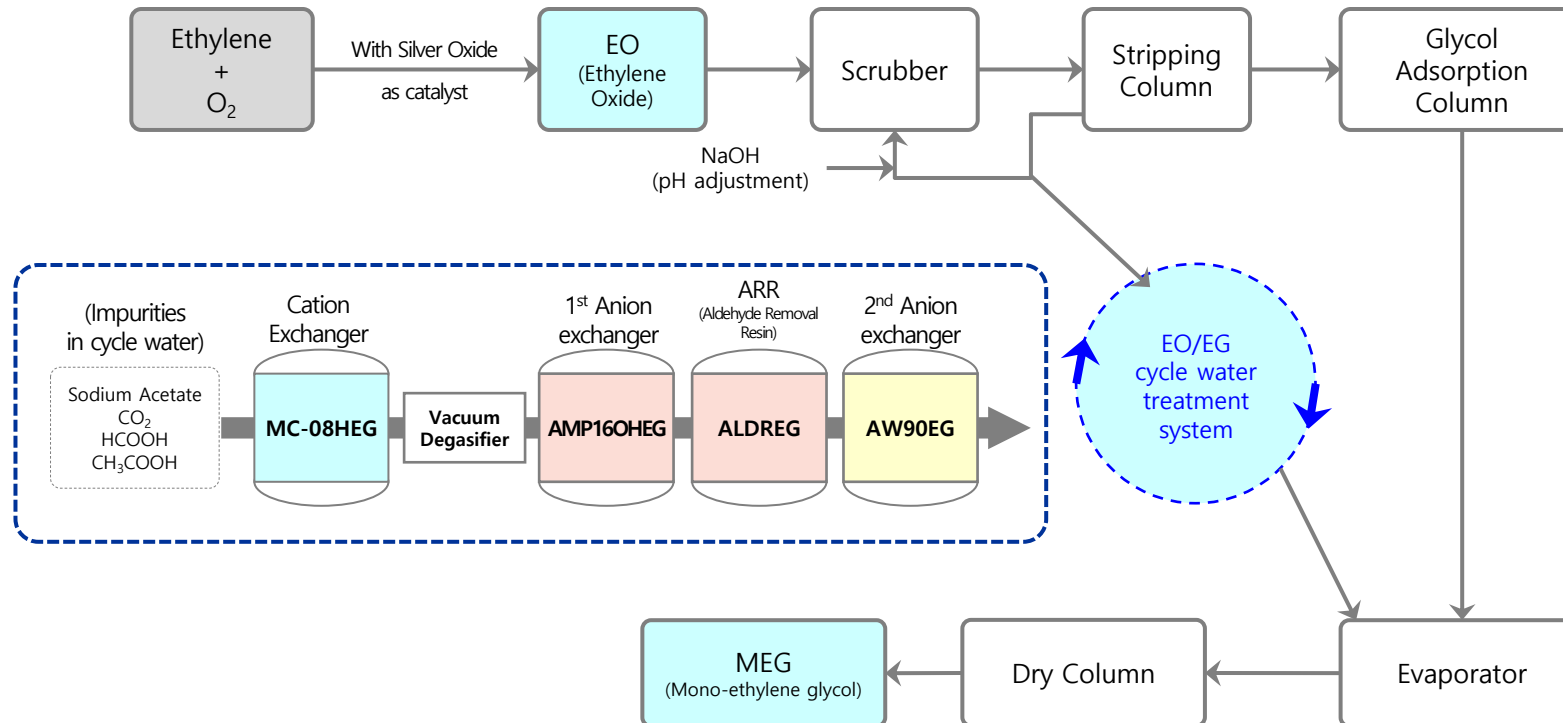 Ethylene
+
O₂
With Silver Oxide
as catalyst
EO
(Ethylene
Oxide)
Scrubber
Stripping
Column
Glycol
Adsorption
Column
NaOH
(pH adjustment)
(Impurities
in cycle water)
Sodium Acetate
CO₂
HCOOH
CH₃COOH
Cation
Exchanger
MC-08HEG
Vacuum
Degasifier
1st Anion
exchanger
AMP16OHEG
ARR
(Aldehyde Removal
Resin)
ALDREG
2nd Anion
exchanger
AW90EG
EO/EG
cycle water
treatment
system
MEG
(Mono-ethylene glycol)
Dry Column
Evaporator